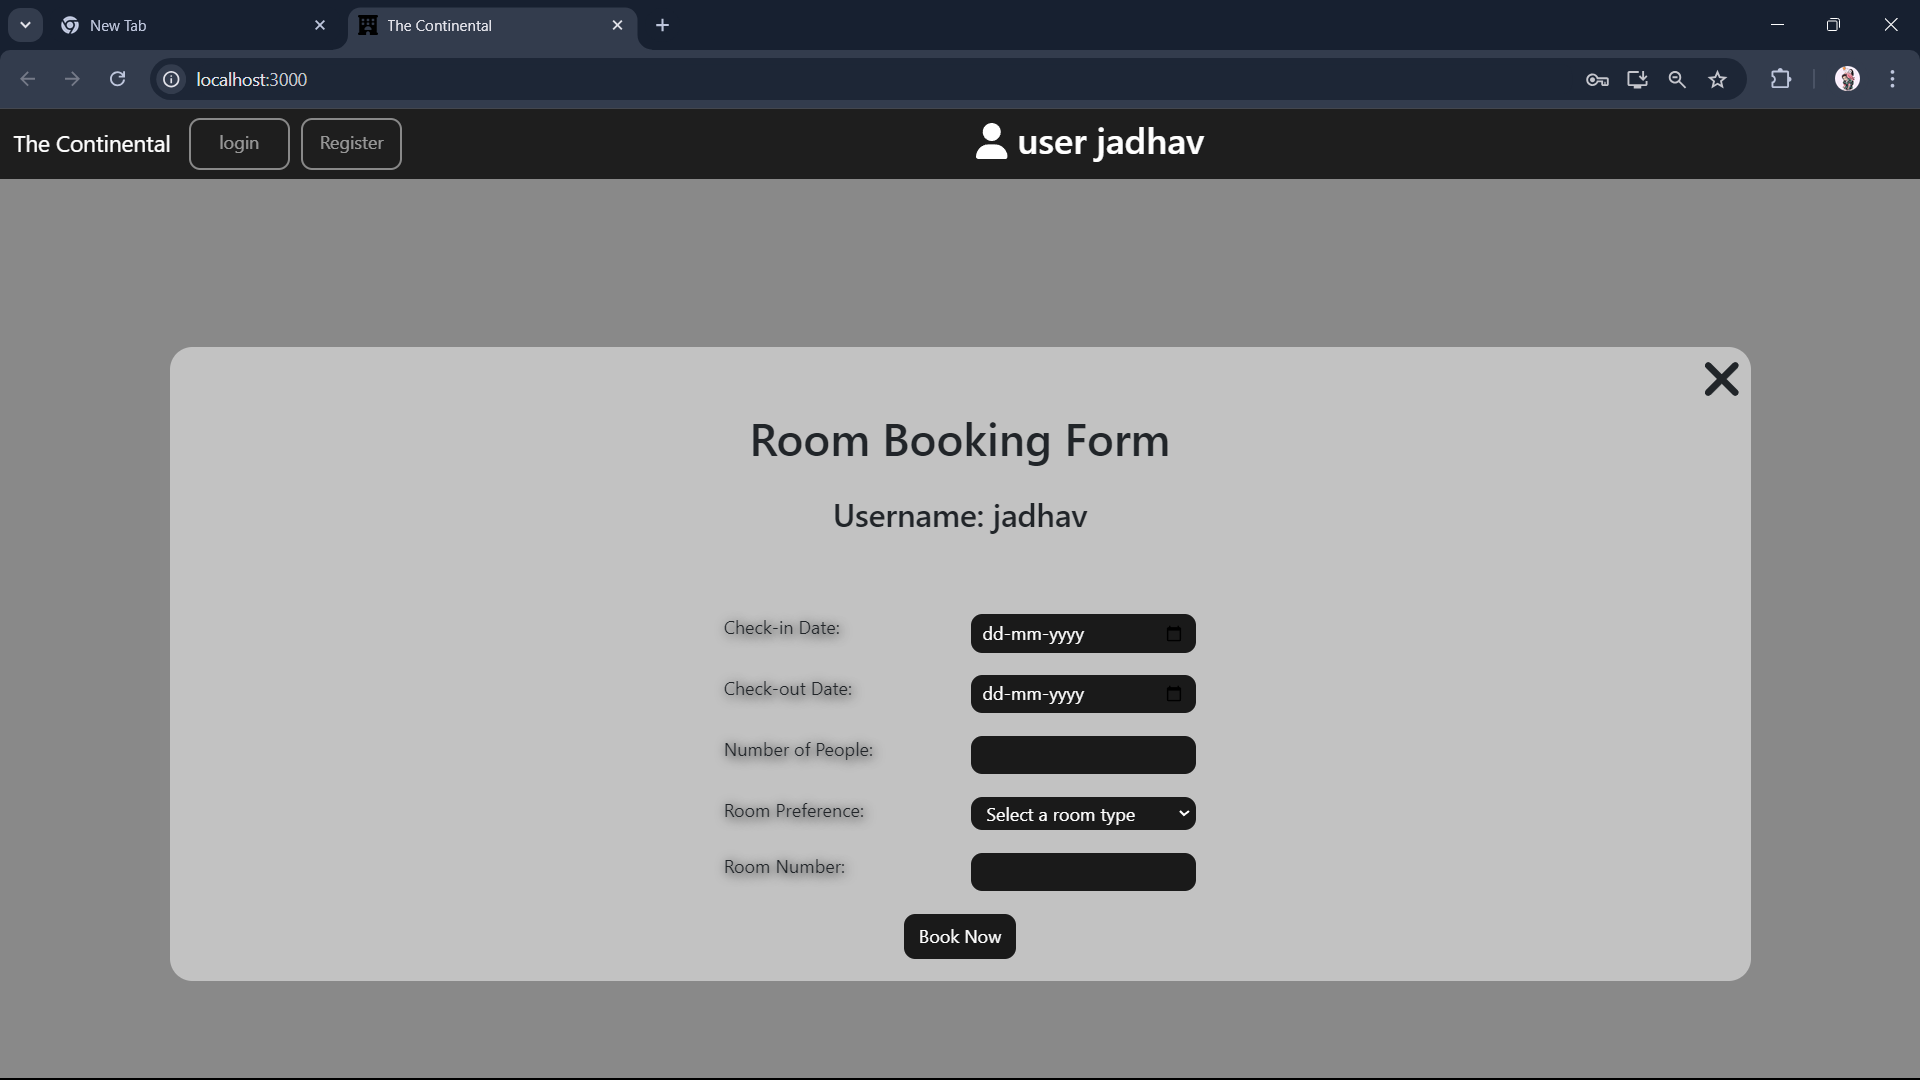 New Tab
The Continental
localhost:3000
The Continental
login
Register
user jadhav
Room Booking Form
Username: jadhav
Check-in Date:
dd-mm-yyyy
Check-out Date:
dd-mm-yyyy
Number of People:
Room Preference:
Select a room type
Room Number:
Book Now